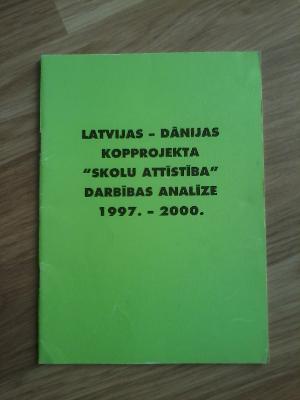 LATVIJAS – DĀNIJAS
KOPPROJEKTA
“SKOLU ATTĪSTĪBA”
DARBĪBAS ANALĪZE
1997. – 2000.